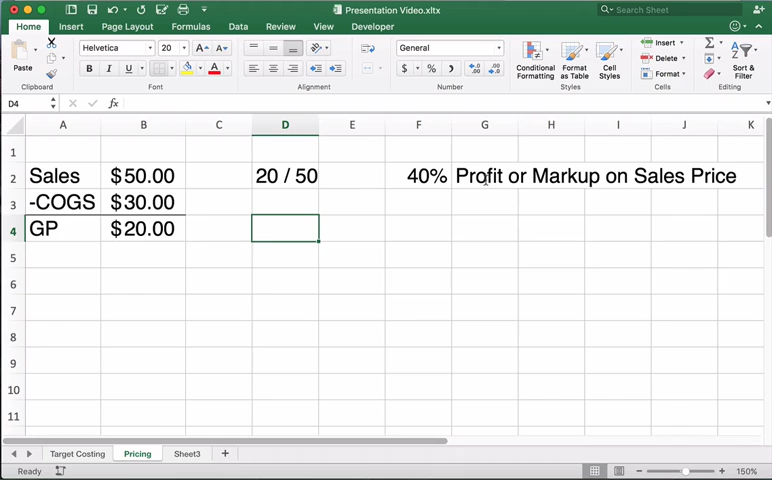 Presentation Video.xltx
Search Sheet
Home Insert Page Layout Formulas Data Review View Developer
Paste
Clipboard
Helvetica 20 A A
B I U A
Font
Alignment
General
$ % ,
Number
Conditional Formatting
Format as Table
Cell Styles
Styles
Insert
Delete
Format
Cells
Sort & Filter
Editing
D4 fx
A B C D E F G H I J K
1
2 Sales $50.00 20 / 50 40% Profit or Markup on Sales Price
3 -COGS $30.00
4 GP $20.00
5
6
7
8
9
10
11
Target Costing Pricing Sheet3 +
Ready 150%